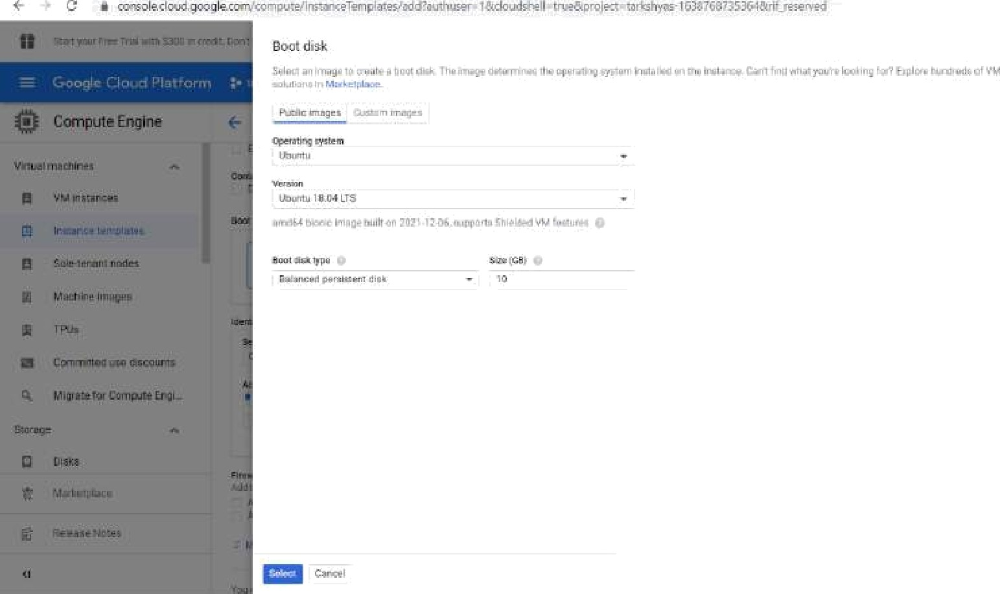 console.cloud.google.com/compute/instanceTemplates/add?authuser=1&cloudshell=true&project=tarkshyas-1638768735364&rif_reserved
Start your Free Trial with $300 in credit. Don't
Google Cloud Platform
Compute Engine
Virtual machines
VM instances
Instance templates
Sole-tenant nodes
Machine images
TPUs
Committed use discounts
Migrate for Compute Engi...
Storage
Disks
Marketplace
Release Notes
Boot
Boot disk
Select an image to create a boot disk. The image determines the operating system installed on the instance. Can't find what you're looking for? Explore hundreds of VM
solutions in Marketplace.
Public images
Custom images
Operating system
Ubuntu
Version
Ubuntu 18.04 LTS
amd64 bionic image built on 2021-12-06, supports Shielded VM features
Boot disk type
Size (GB)
Balanced persistent disk
10
Select
Cancel